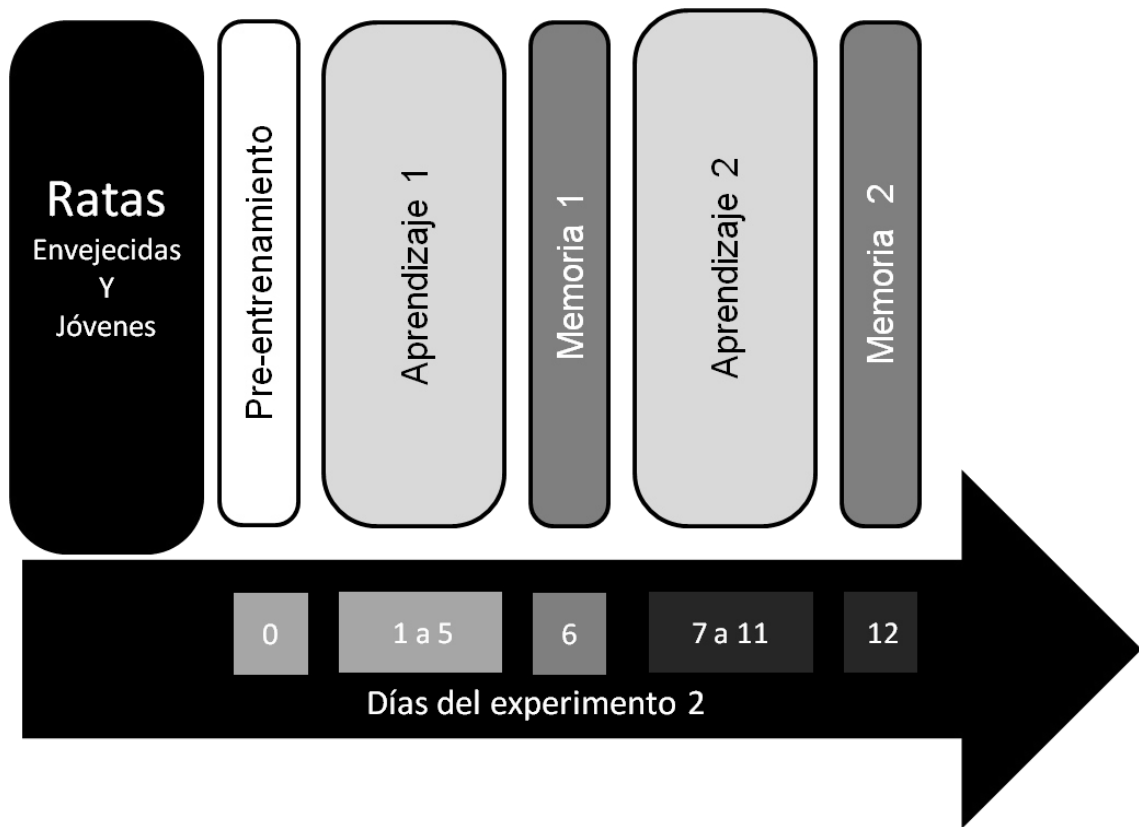 Ratas
Envejecidas
Y
Jóvenes
Pre-entrenamiento
Aprendizaje 1
Memoria 1
Aprendizaje 2
Memoria 2
0
1 a 5
6
7 a 11
12
Días del experimento 2